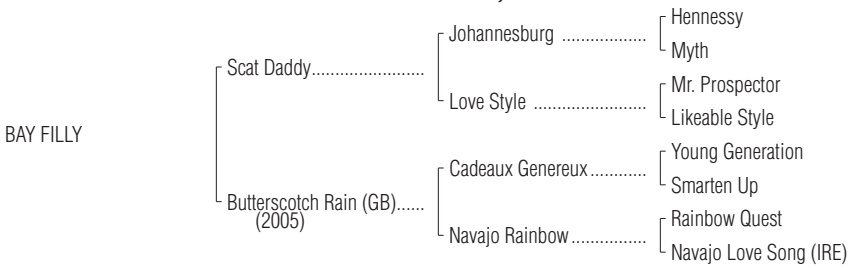 Hennessy
Johannesburg ..................
Myth
Scat Daddy........................
Mr. Prospector
Love Style ........................
Likeable Style
BAY FILLY
Young Generation
Cadeaux Genereux............
Smarten Up
Butterscotch Rain (GB)......
(2005)
Rainbow Quest
Navajo Rainbow................
Navajo Love Song (IRE)